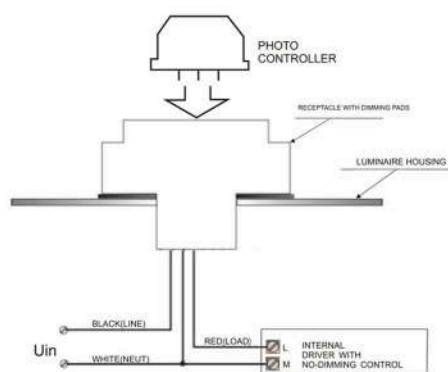 PHOTO
CONTROLLER
RECEPTACLE WITH DIMMING PADS
LUMINAIRE HOUSING
BLACK(LINE)
RED(LOAD)
Uin
WHITE(NEUT)
L
M
INTERNAL
DRIVER WITH
NO-DIMMING CONTROL